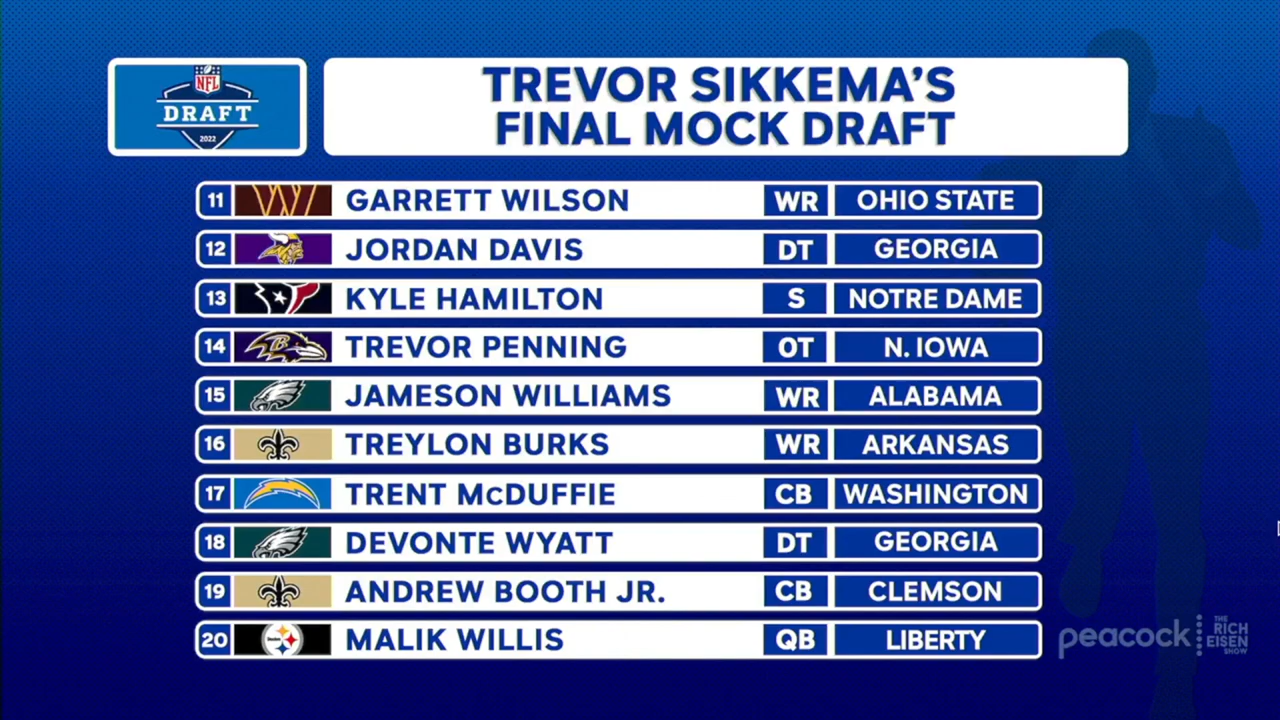 NFL
DRAFT
2022
TREVOR SIKKEMA'S
FINAL MOCK DRAFT
11 GARRETT WILSON WR OHIO STATE
12 JORDAN DAVIS DT GEORGIA
13 KYLE HAMILTON S NOTRE DAME
14 TREVOR PENNING OT N. IOWA
15 JAMESON WILLIAMS WR ALABAMA
16 TREYLON BURKS WR ARKANSAS
17 TRENT McDUFFIE CB WASHINGTON
18 DEVONTE WYATT DT GEORGIA
19 ANDREW BOOTH JR. CB CLEMSON
20 Steelers MALIK WILLIS QB LIBERTY
peacock
THE
RICH
EISEN
SHOW